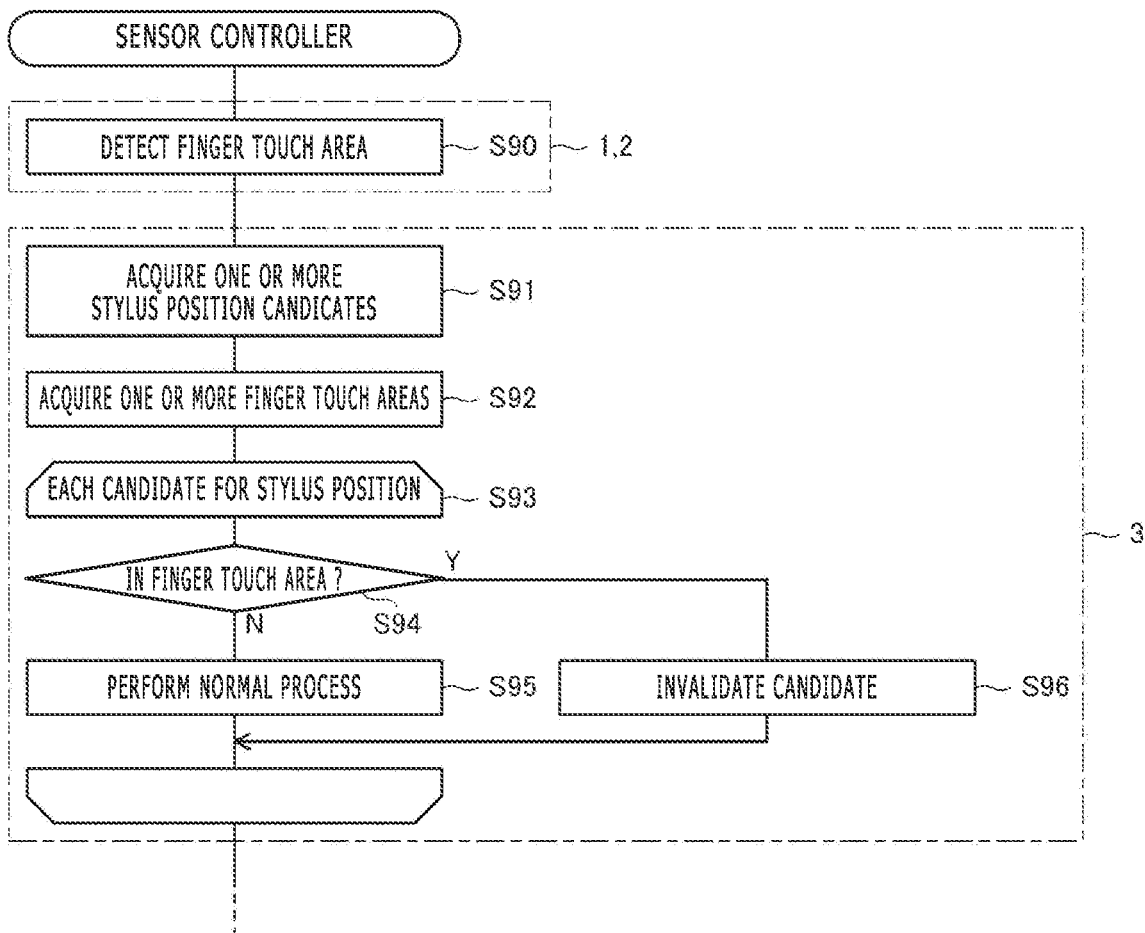 SENSOR CONTROLLER
DETECT FINGER TOUCH AREA
S90
1,2
ACQUIRE ONE OR MORE
STYLUS POSITION CANDICATES
S91
ACQUIRE ONE OR MORE FINGER TOUCH AREAS
S92
EACH CANDIDATE FOR STYLUS POSITION
S93
3
IN FINGER TOUCH AREA ?
Y
S94
N
PERFORM NORMAL PROCESS
S95
INVALIDATE CANDIDATE
S96